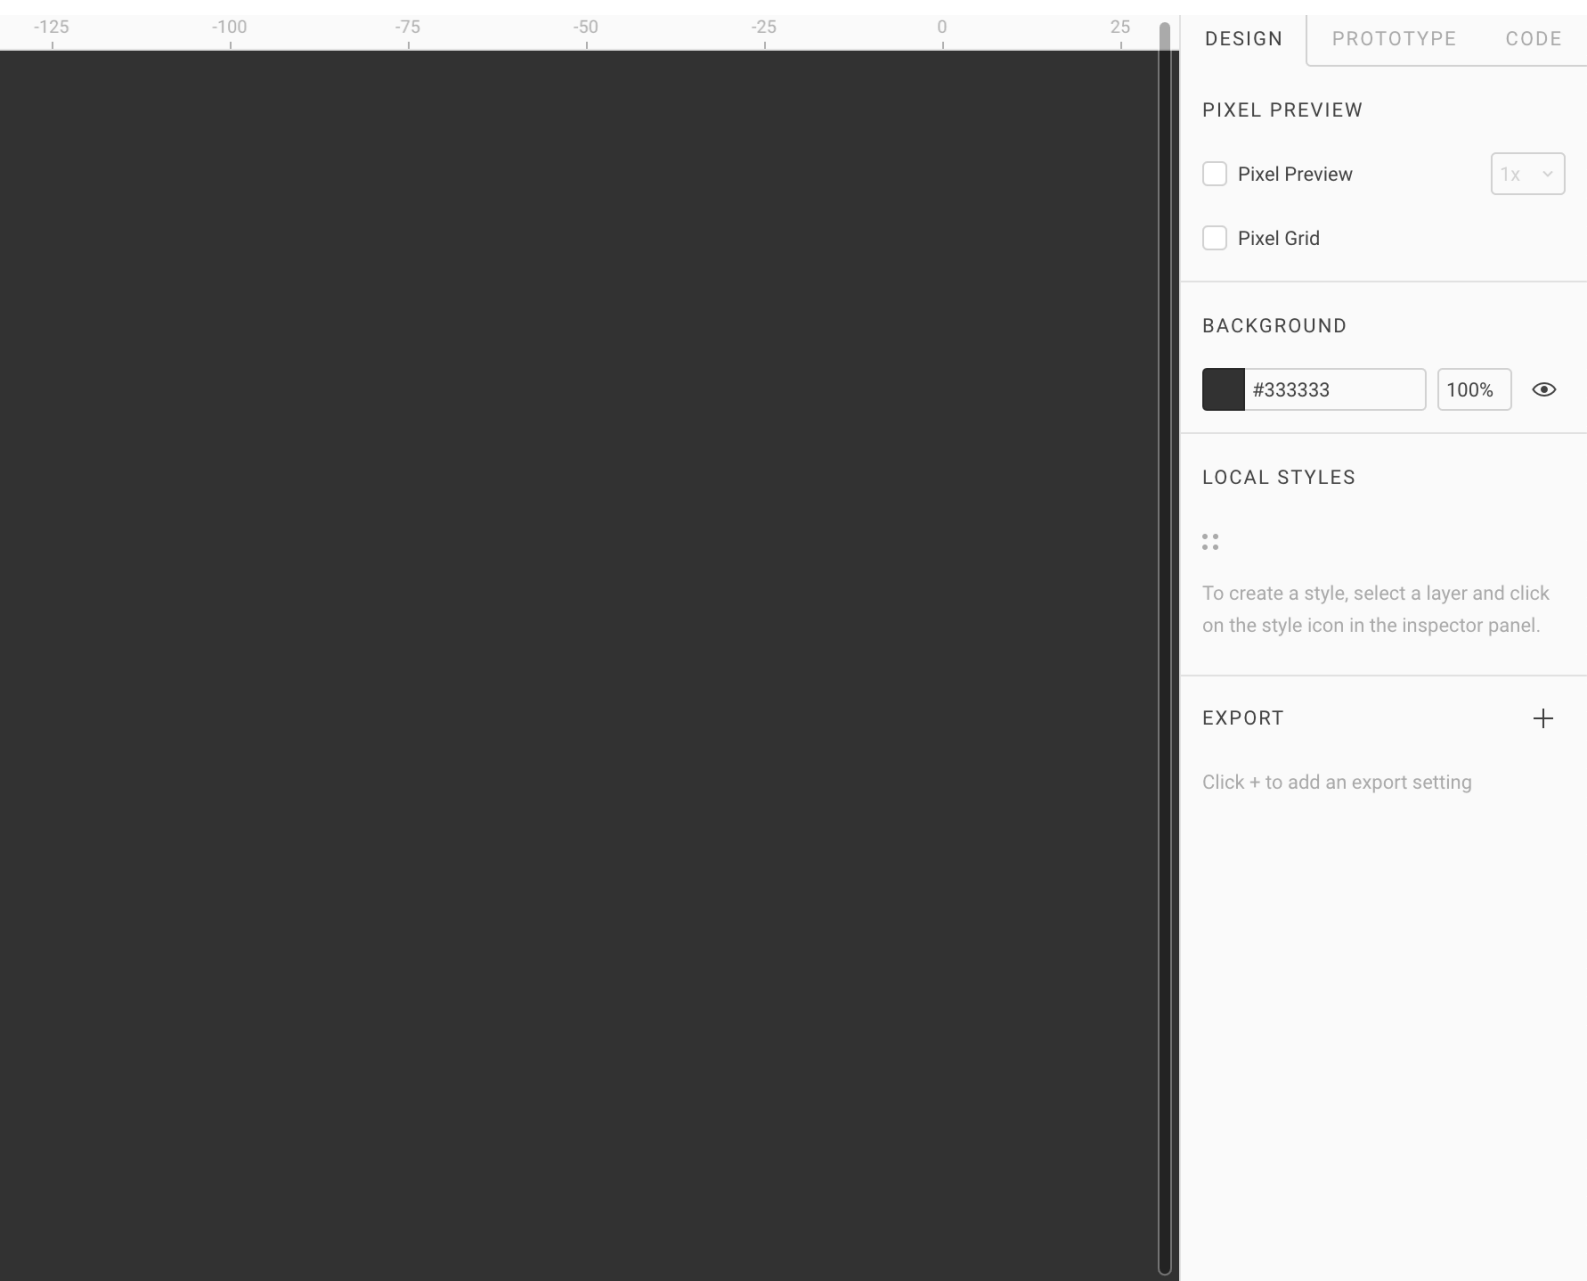 -125 -100 -75 -50 -25 0 25
DESIGN PROTOTYPE CODE
PIXEL PREVIEW
Pixel Preview 1x
Pixel Grid
BACKGROUND
#333333 100%
LOCAL STYLES
To create a style, select a layer and click
on the style icon in the inspector panel.
EXPORT +
Click + to add an export setting